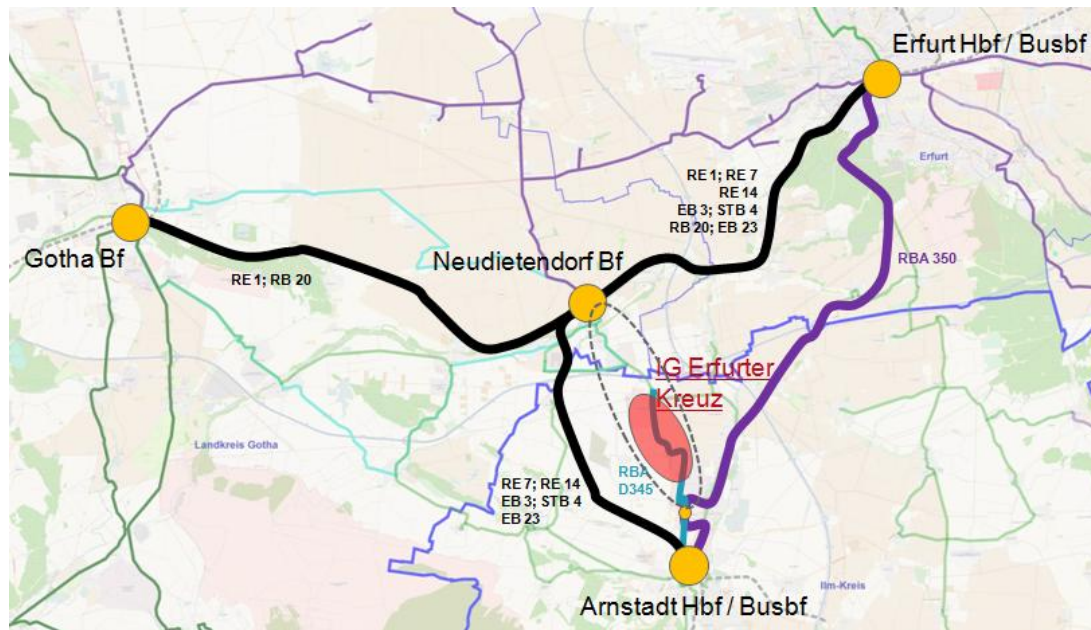 Erfurt Hbf / Busbf
Erfurt
RE 1; RE 7
RE 14
EB 3; STB 4
RB 20; EB 23
Gotha Bf
Neudietendorf Bf
RBA 350
RE 1; RB 20
IG Erfurter
Kreuz
Landkreis Gotha
RBA
D345
RE 7; RE 14
EB 3; STB 4
EB 23
Ilm-Kreis
Arnstadt Hbf / Busbf